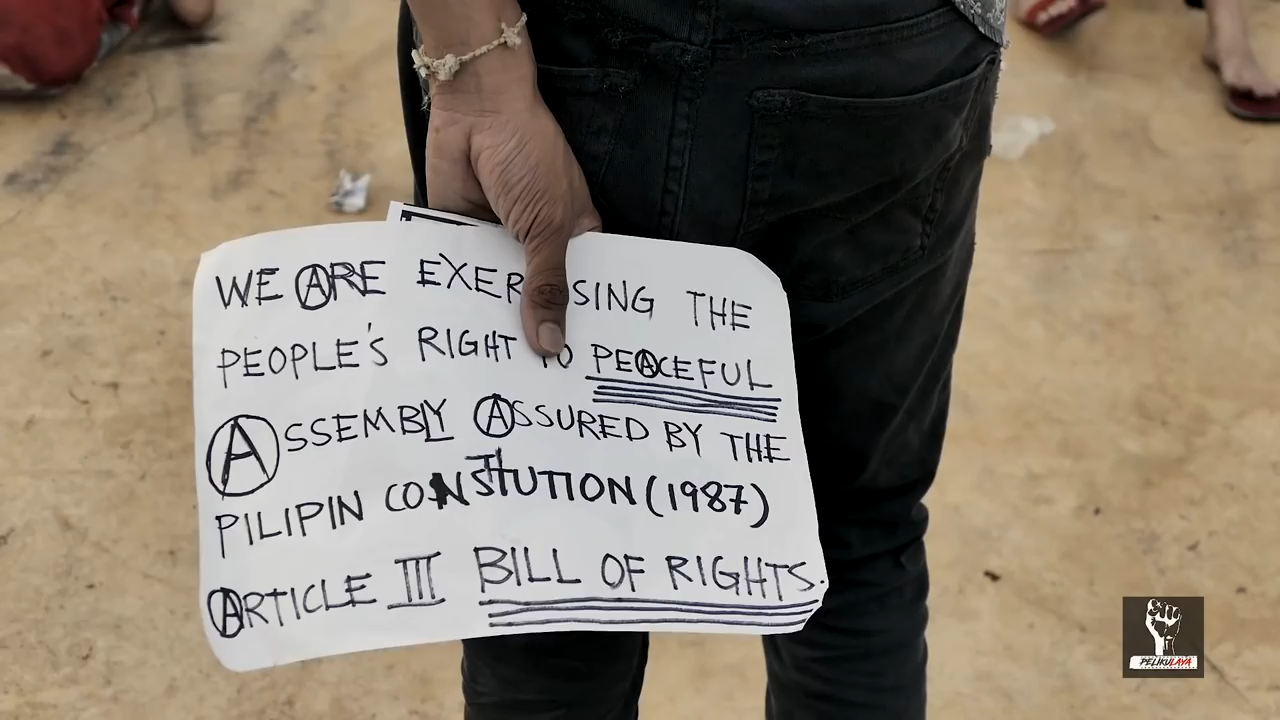 WE ARE EXER SING THE
PEOPLE'S RIGHT TO PEACEFUL
ASSEMBLY ASSURED BY THE
PILIPIN CONSTITUTION (1987)
ARTICLE III BILL OF RIGHTS.
PELIKULAYA